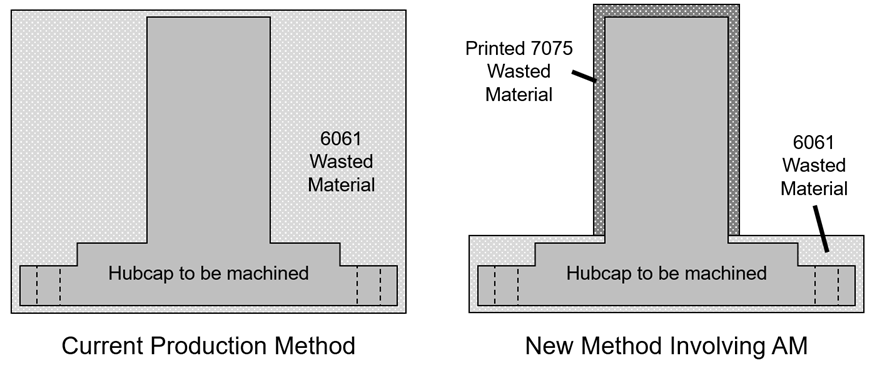 6061
Wasted
Material
Hubcap to be machined
Current Production Method
Printed 7075
Wasted
Material
6061
Wasted
Material
Hubcap to be machined
New Method Involving AM